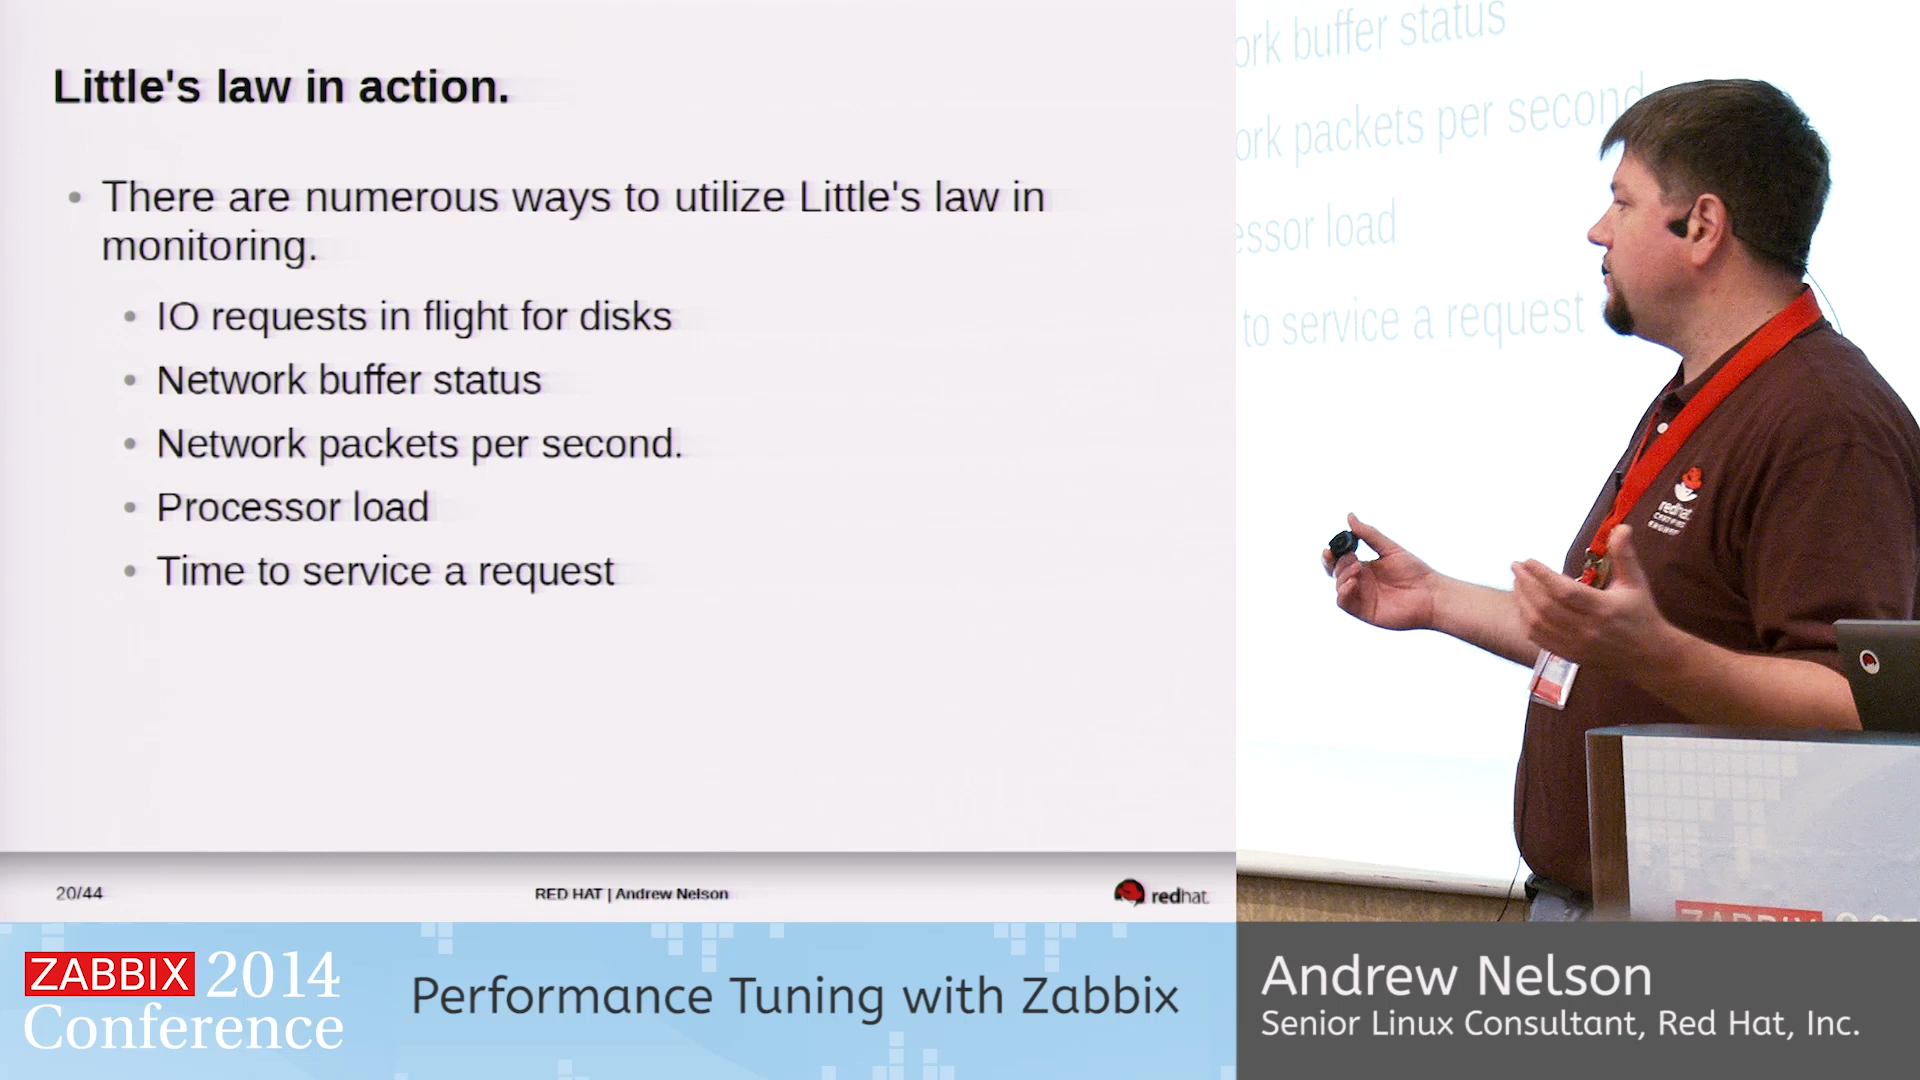 Little's law in action.
There are numerous ways to utilize Little's law in
monitoring.
IO requests in flight for disks
Network buffer status
Network packets per second.
Processor load
Time to service a request
20/44
RED HAT | Andrew Nelson
redhat.
ork buffer status
ork packets per second
essor load
to service a request
redhat
ZABBIX 2014
Conference
Performance Tuning with Zabbix
Andrew Nelson
Senior Linux Consultant, Red Hat, Inc.